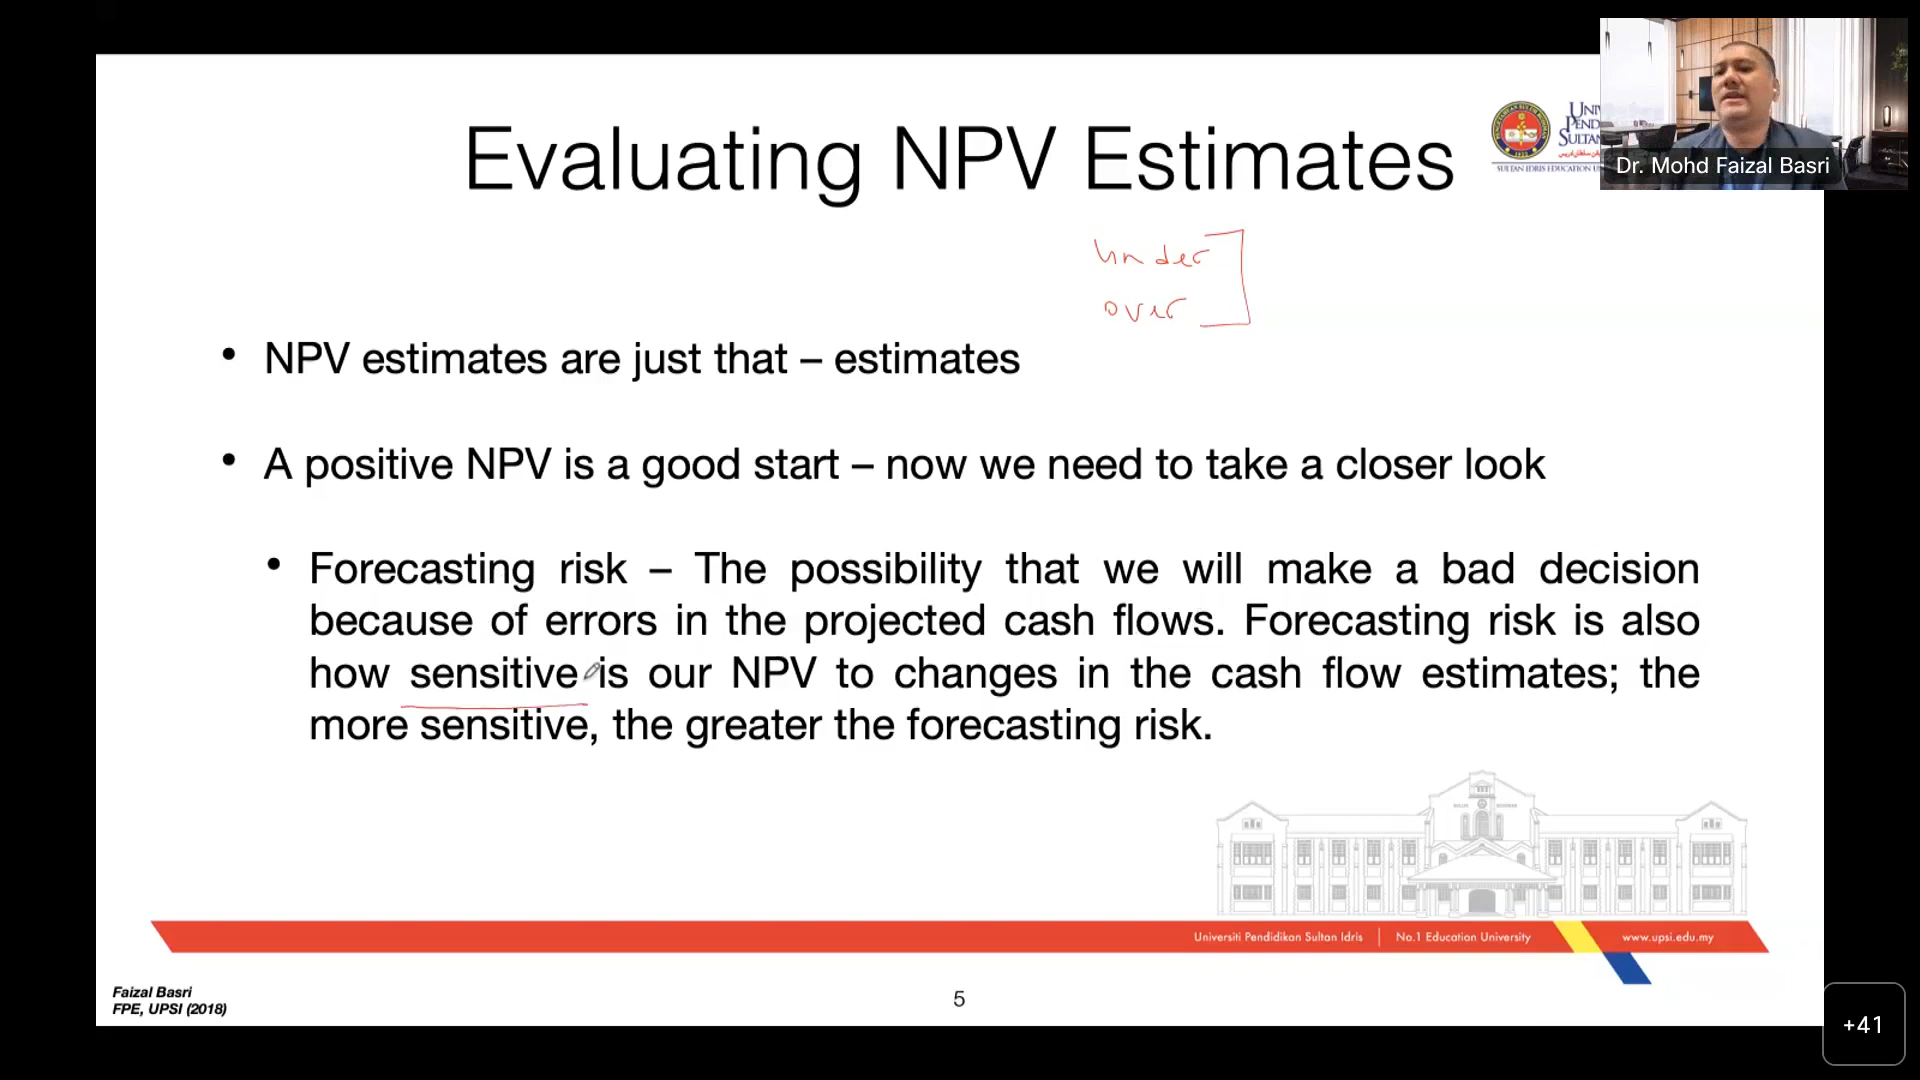 Evaluating NPV Estimates
SULTAN IDRIS EDUCATION
Dr. Mohd Faizal Basri
under
over
• NPV estimates are just that – estimates
• A positive NPV is a good start – now we need to take a closer look
• Forecasting risk – The possibility that we will make a bad decision
because of errors in the projected cash flows. Forecasting risk is also
how sensitive is our NPV to changes in the cash flow estimates; the
more sensitive, the greater the forecasting risk.
Universiti Pendidikan Sultan Idris | No.1 Education University www.upsi.edu.my
Faizal Basri
FPE, UPSI (2018)
5
+41